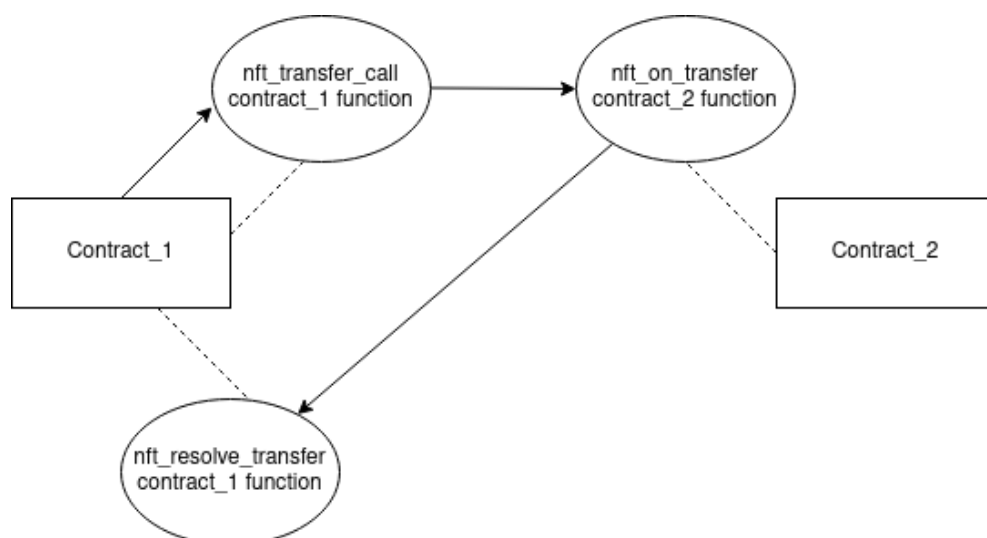 nft_transfer_call
contract_1 function
nft_on_transfer
contract_2 function
Contract_1
Contract_2
nft_resolve_transfer
contract_1 function